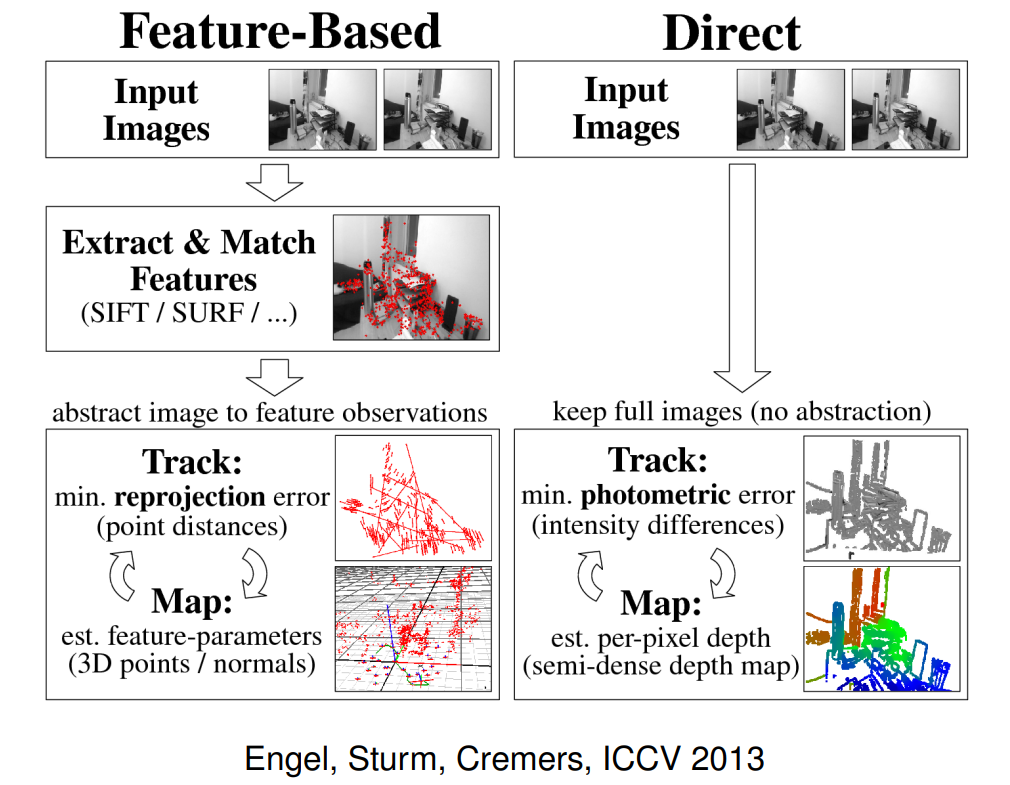 Feature-Based
Input
Images
Extract & Match
Features
(SIFT / SURF / ...)
abstract image to feature observations
Track:
min. reprojection error
(point distances)
Map:
est. feature-parameters
(3D points / normals)
Direct
Input
Images
keep full images (no abstraction)
Track:
min. photometric error
(intensity differences)
Map:
est. per-pixel depth
(semi-dense depth map)
Engel, Sturm, Cremers, ICCV 2013